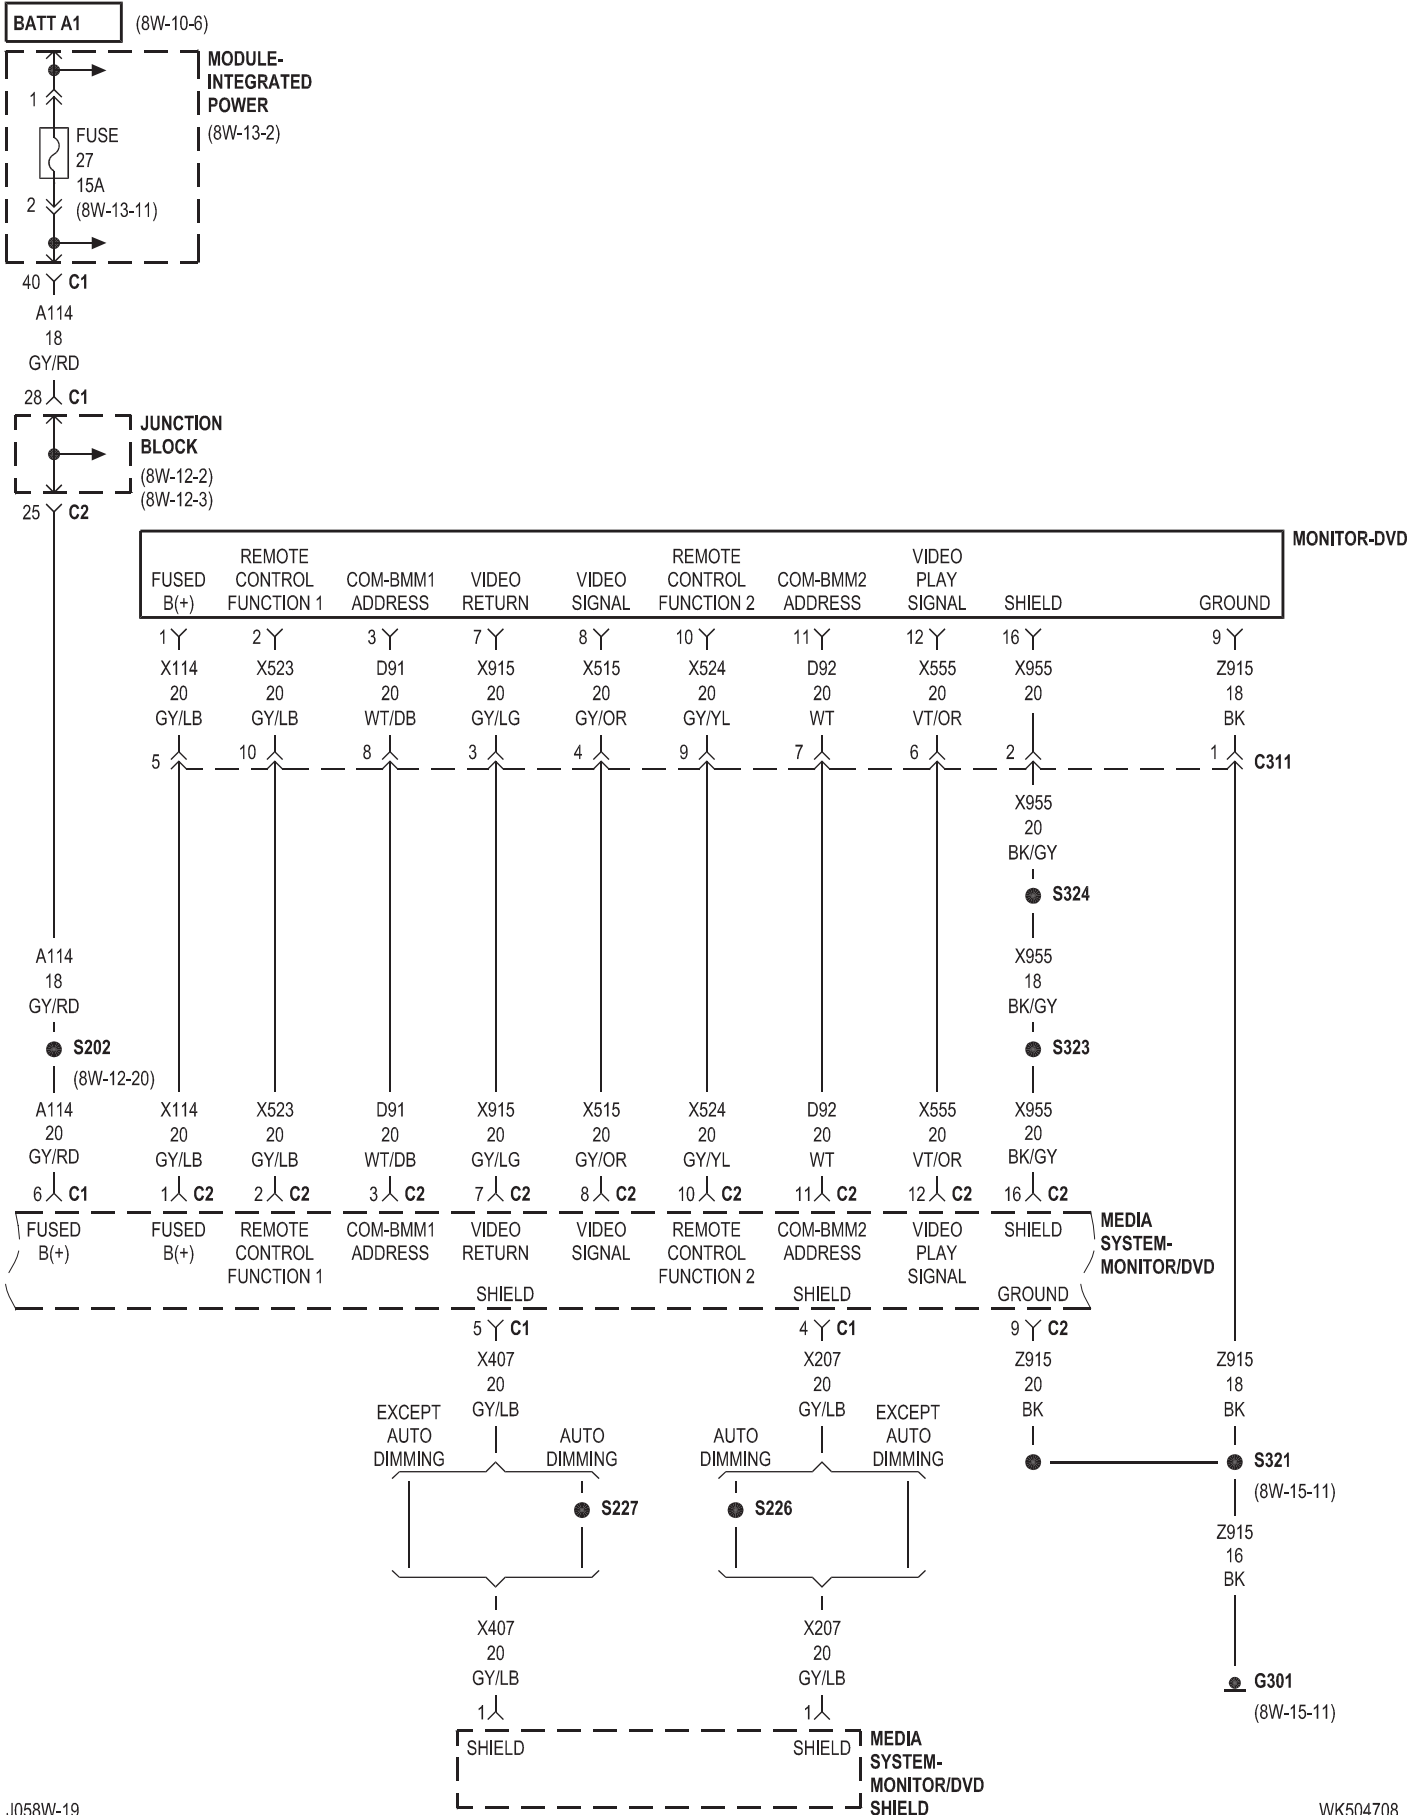 BATT A1 (8W-10-6)
MODULE-
INTEGRATED
POWER
(8W-13-2)
1
FUSE
27
15A
(8W-13-11)
2
40 C1
A114
18
GY/RD
28 C1
JUNCTION
BLOCK
(8W-12-2)
(8W-12-3)
25 C2
MONITOR-DVD
FUSED
B(+)
REMOTE
CONTROL
FUNCTION 1
COM-BMM1
ADDRESS
VIDEO
RETURN
VIDEO
SIGNAL
REMOTE
CONTROL
FUNCTION 2
COM-BMM2
ADDRESS
VIDEO
PLAY
SIGNAL
SHIELD
GROUND
1 2 3 7 8 10 11 12 16 9
X114 X523 D91 X915 X515 X524 D92 X555 X955 Z915
20 20 20 20 20 20 20 20 20 18
GY/LB GY/LB WT/DB GY/LG GY/OR GY/YL WT VT/OR BK
5 10 8 3 4 9 7 6 2 1 C311
X955
20
BK/GY
S324
A114
18
GY/RD
X955
18
BK/GY
S202
(8W-12-20)
S323
A114 X114 X523 D91 X915 X515 X524 D92 X555 X955
20 20 20 20 20 20 20 20 20 20
GY/RD GY/LB GY/LB WT/DB GY/LG GY/OR GY/YL WT VT/OR BK/GY
6 C1 1 C2 2 C2 3 C2 7 C2 8 C2 10 C2 11 C2 12 C2 16 C2
FUSED
B(+)
FUSED
B(+)
REMOTE
CONTROL
FUNCTION 1
COM-BMM1
ADDRESS
VIDEO
RETURN
VIDEO
SIGNAL
REMOTE
CONTROL
FUNCTION 2
COM-BMM2
ADDRESS
VIDEO
PLAY
SIGNAL
SHIELD
MEDIA
SYSTEM-
MONITOR/DVD
SHIELD SHIELD GROUND
5 C1 4 C1 9 C2
X407 X207 Z915 Z915
20 20 20 18
GY/LB GY/LB BK BK
EXCEPT
AUTO
DIMMING
AUTO
DIMMING
AUTO
DIMMING
EXCEPT
AUTO
DIMMING
S321
(8W-15-11)
S227 S226
Z915
16
BK
X407 X207
20 20
GY/LB GY/LB
G301
(8W-15-11)
1 1
SHIELD SHIELD
MEDIA
SYSTEM-
MONITOR/DVD
SHIELD
J058W-19 WK504708